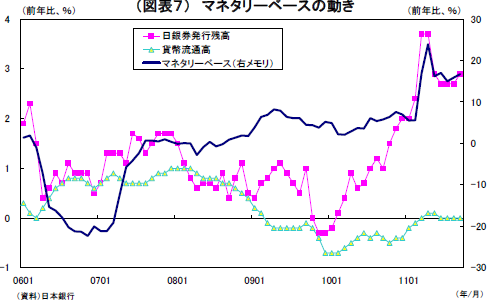 （図表７） マネタリーベースの動き
（前年比、％）
（前年比、％）
日銀券発行残高
貨幣流通高
マネタリーベース（右メモリ）
4
3
2
1
0
-1
30
20
10
0
-10
-20
-30
0601 0701 0801 0901 1001 1101
（資料）日本銀行
（年/月）